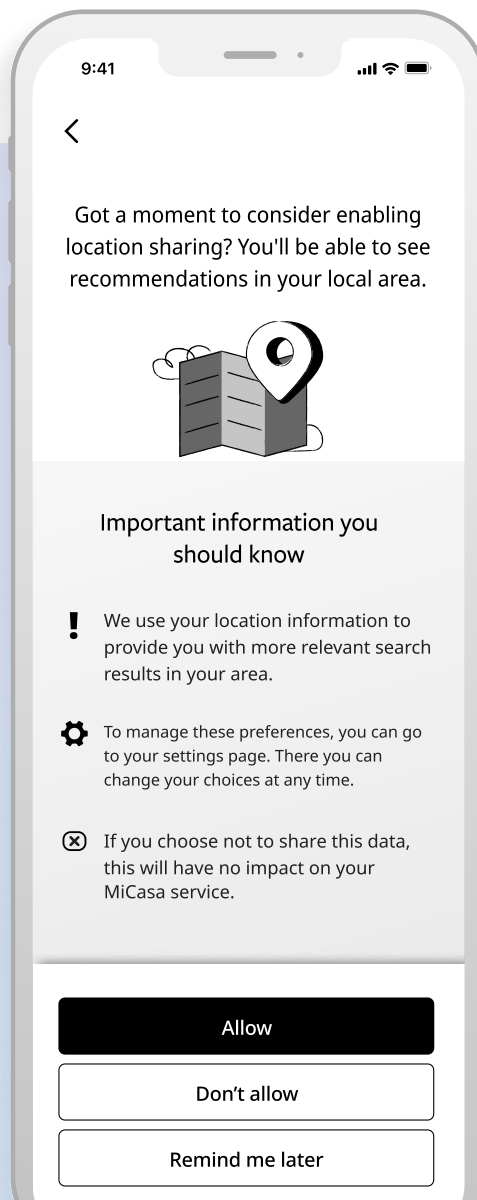 9:41
Got a moment to consider enabling
location sharing? You'll be able to see
recommendations in your local area.
Important information you
should know
We use your location information to
provide you with more relevant search
results in your area.
To manage these preferences, you can go
to your settings page. There you can
change your choices at any time.
If you choose not to share this data,
this will have no impact on your
MiCasa service.
Allow
Don’t allow
Remind me later